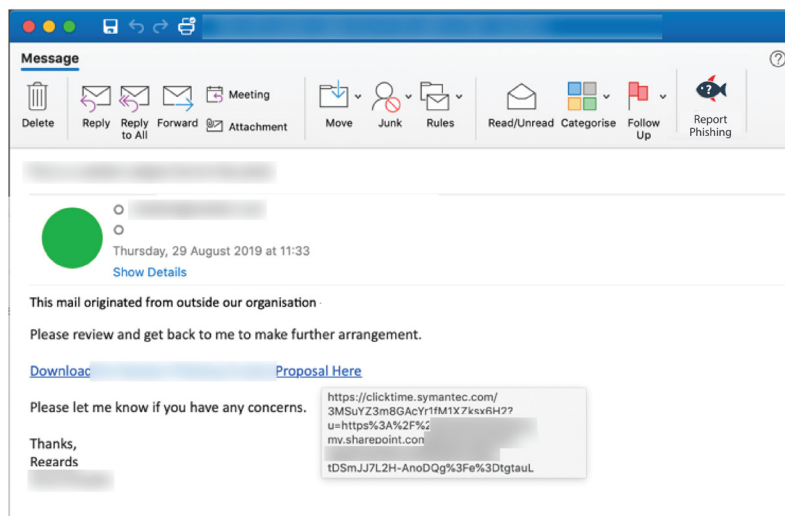 Message
Delete
Reply
Reply to All
Forward
Meeting
Attachment
Move
Junk
Rules
Read/Unread
Categorise
Follow Up
Report Phishing
?
Thursday, 29 August 2019 at 11:33
Show Details
This mail originated from outside our organisation
Please review and get back to me to make further arrangement.
Download Proposal Here
Please let me know if you have any concerns.
https://clicktime.symantec.com/
3MSuYZ3m8GAcYr1fM1XZksx6H2?
u=https%3A%2F%2
my.sharepoint.com
tDSmJJ7L2H-AnoDQg%3Fe%3DtgtauL
Thanks,
Regards